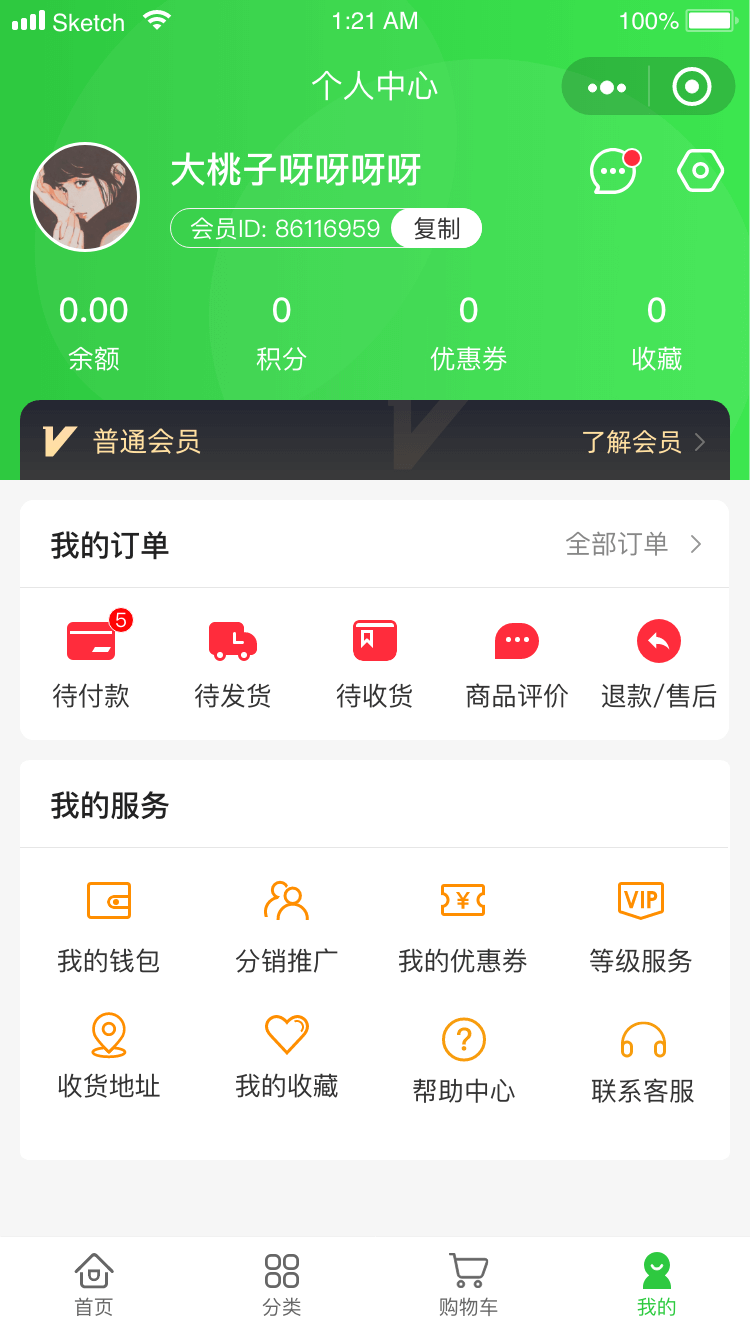 Sketch 1:21 AM 100%
个人中心
大桃子呀呀呀呀
会员ID: 86116959 复制
0.00 0 0 0
余额 积分 优惠券 收藏
普通会员 了解会员
我的订单 全部订单
5
待付款 待发货 待收货 商品评价 退款/售后
我的服务
¥ VIP
我的钱包 分销推广 我的优惠券 等级服务
?
收货地址 我的收藏 帮助中心 联系客服
首页 分类 购物车 我的